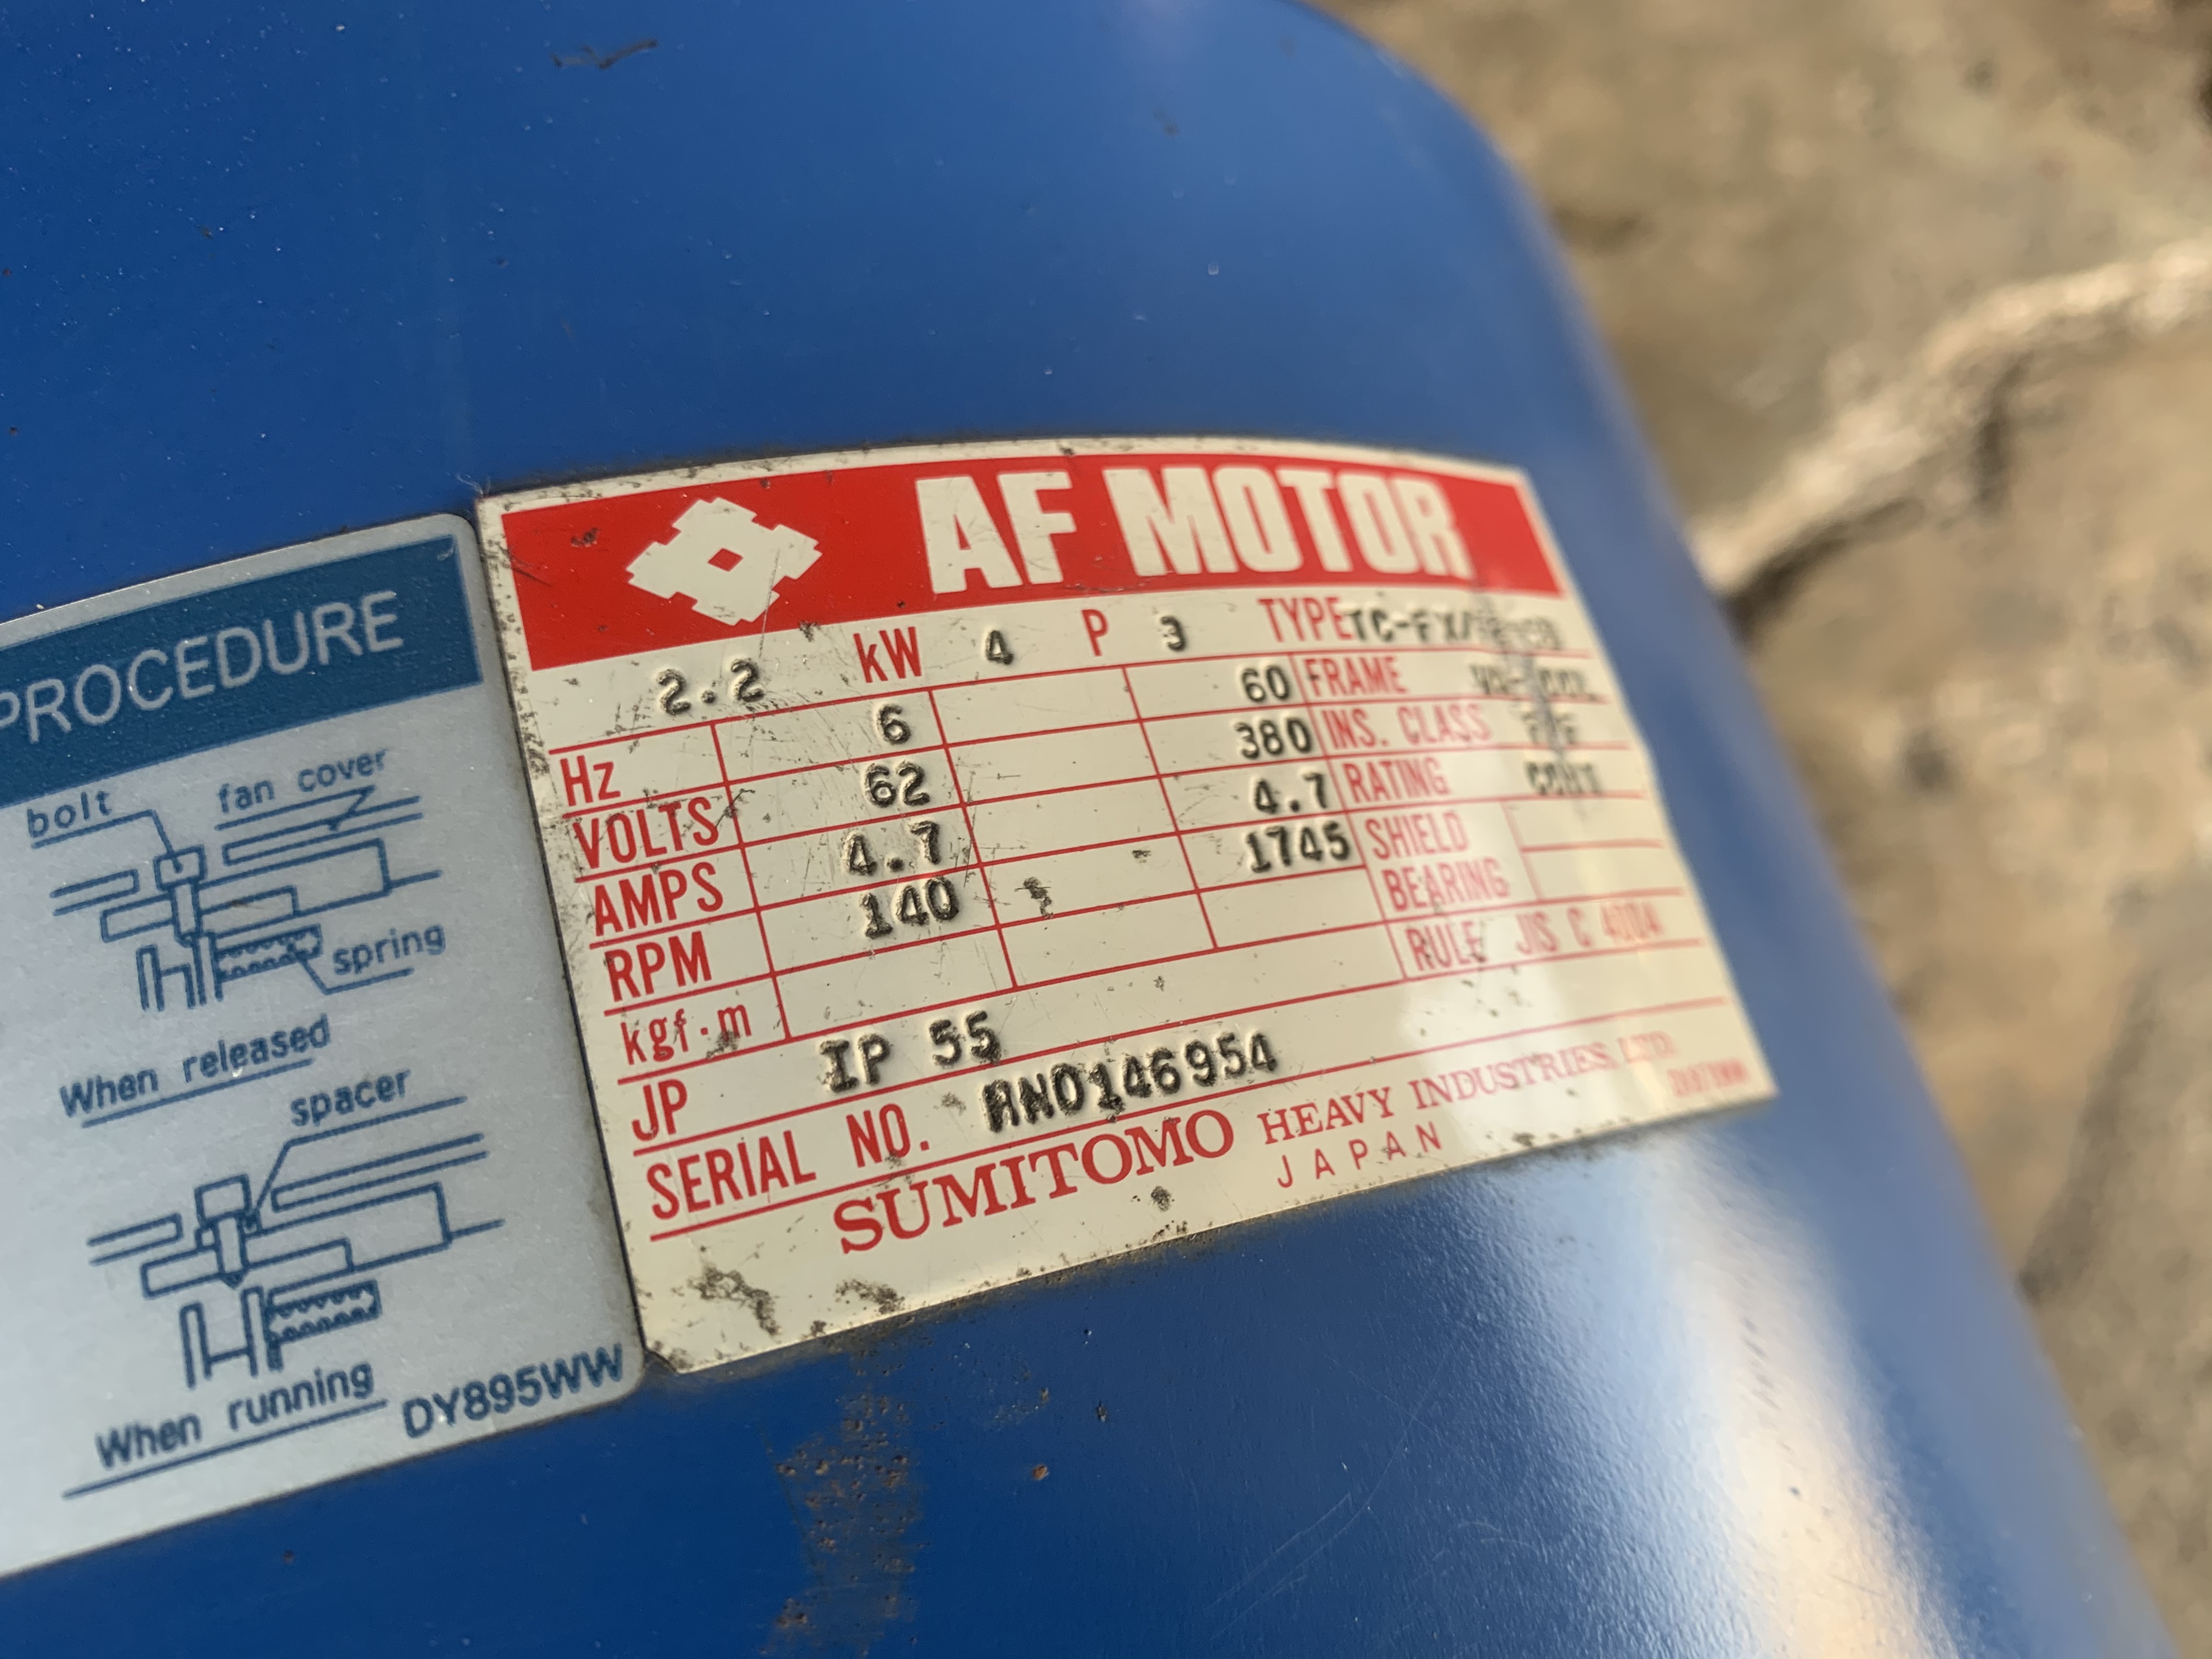 PROCEDURE
bolt
fan cover
spring
When released
spacer
When running
DY895WW
AF MOTOR
2.2 kW 4 P 3 TYPE
Hz 6 60 FRAME
VOLTS 62 380 INS. CLASS
AMPS 4.7 4.7 RATING
RPM 140 1745 SHIELD BEARING
kgf·m RULE JIS C 4004
JP IP 55
SERIAL NO. AN0146954
SUMITOMO HEAVY INDUSTRIES, LTD.
JAPAN